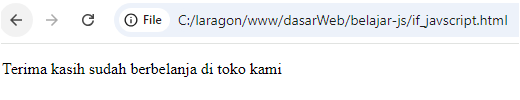 File C:/laragon/www/dasarWeb/belajar-js/if_javscript.html
Terima kasih sudah berbelanja di toko kami